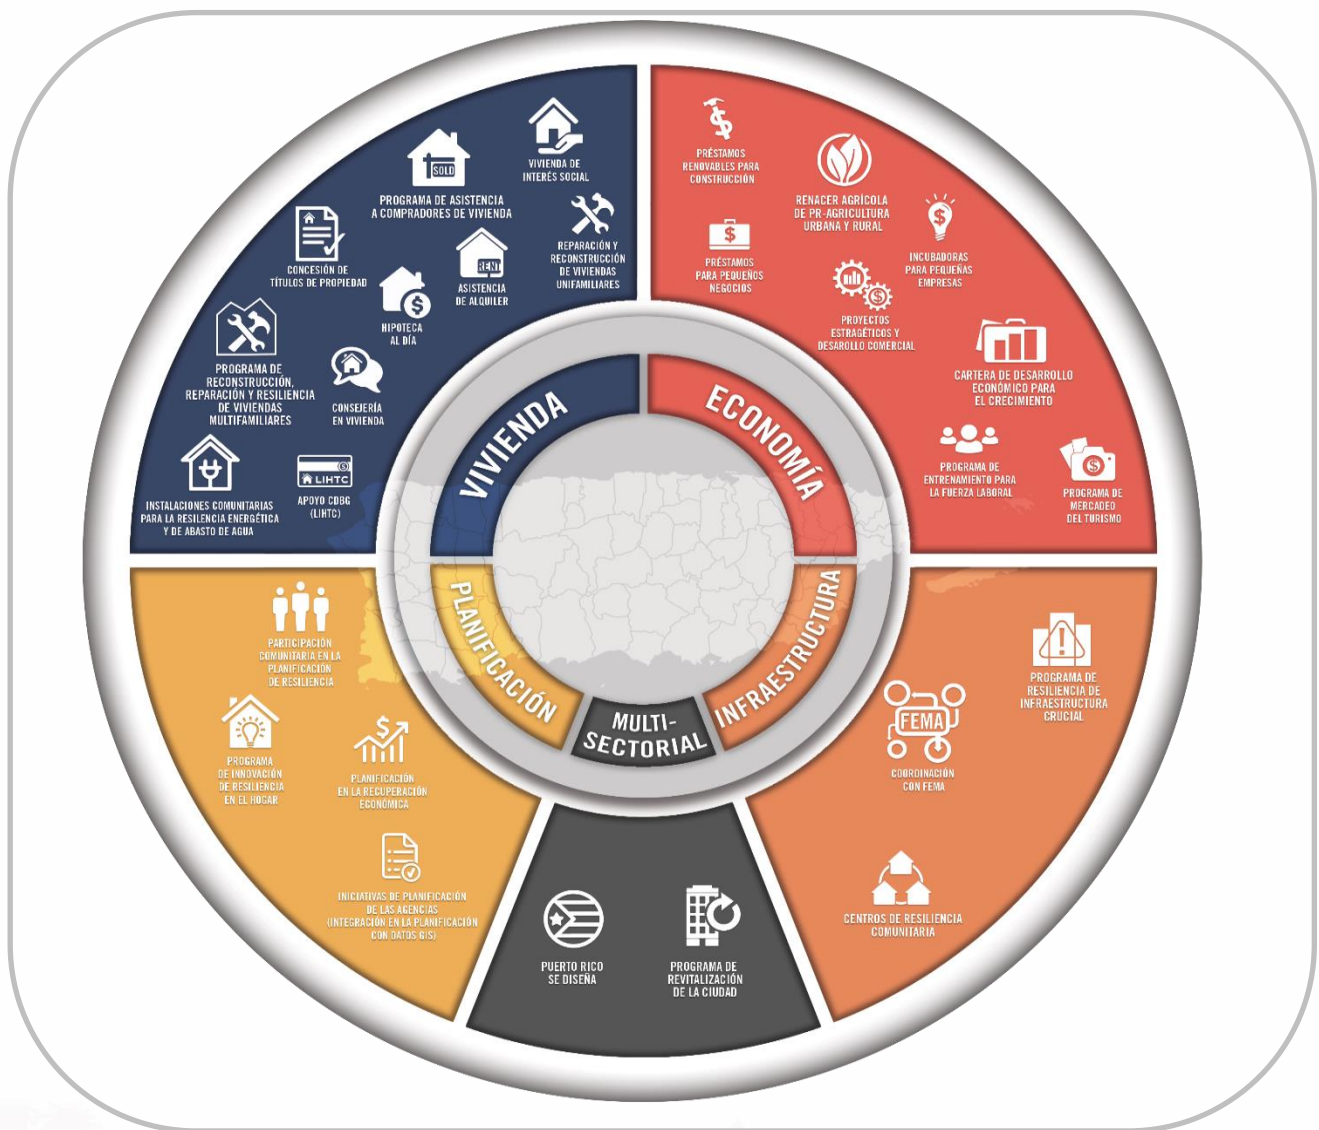 VIVIENDA DE
INTERÉS SOCIAL
SOLD
PROGRAMA DE ASISTENCIA
A COMPRADORES DE VIVIENDA
REPARACIÓN Y
RECONSTRUCCIÓN
DE VIVIENDAS
UNIFAMILIARES
CONCESIÓN DE
TÍTULOS DE PROPIEDAD
RENT
ASISTENCIA
DE ALQUILER
HIPOTECA
AL DÍA
PROGRAMA DE
RECONSTRUCCIÓN,
REPARACIÓN Y RESILIENCIA
DE VIVIENDAS
MULTIFAMILIARES
CONSEJERÍA
EN VIVIENDA
INSTALACIONES COMUNITARIAS
PARA LA RESILENCIA ENERGÉTICA
Y DE ABASTO DE AGUA
LIHTC
APOYO CDBG
(LIHTC)
$
PRÉSTAMOS
RENOVABLES PARA
CONSTRUCCIÓN
RENACER AGRÍCOLA
DE PR-AGRICULTURA
URBANA Y RURAL
$
INCUBADORAS
PARA PEQUEÑAS
EMPRESAS
$
PRÉSTAMOS
PARA PEQUEÑOS
NEGOCIOS
$
PROYECTOS
ESTRAGÉTICOS Y
DESAROLLO COMERCIAL
CARTERA DE DESARROLLO
ECONÓMICO PARA
EL CRECIMIENTO
PROGRAMA DE
ENTRENAMIENTO PARA
LA FUERZA LABORAL
$
PROGRAMA DE
MERCADEO
DEL TURISMO
VIVIENDA
ECONOMÍA
PLANIFICACIÓN
MULTI-
SECTORIAL
INFRAESTRUCTURA
PARTICIPACIÓN
COMUNITARIA EN LA
PLANIFICACIÓN
DE RESILIENCIA
PROGRAMA
DE INNOVACIÓN
DE RESILIENCIA
EN EL HOGAR
$
PLANIFICACIÓN
EN LA RECUPERACIÓN
ECONÓMICA
INICIATIVAS DE PLANIFICACIÓN
DE LAS AGENCIAS
(INTEGRACIÓN EN LA PLANIFICACIÓN
CON DATOS GIS)
PUERTO RICO
SE DISEÑA
PROGRAMA DE
REVITALIZACIÓN
DE LA CIUDAD
PROGRAMA DE
RESILIENCIA DE
INFRAESTRUCTURA
CRUCIAL
FEMA
COORDINACIÓN
CON FEMA
CENTROS DE RESILIENCIA
COMUNITARIA